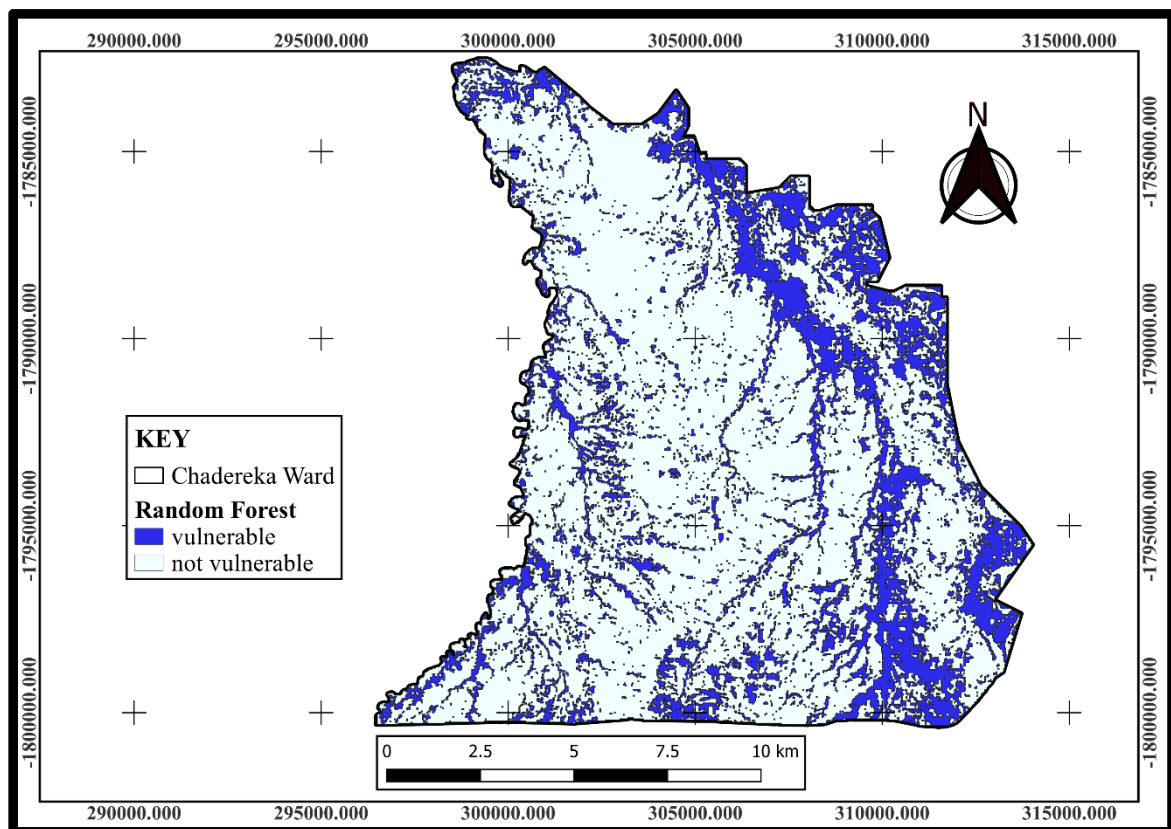 290000.000 295000.000 300000.000 305000.000 310000.000 315000.000
N
-1785000.000
-1785000.000
-1790000.000
-1790000.000
KEY
Chadereka Ward
Random Forest
vulnerable
not vulnerable
-1795000.000
-1795000.000
-1800000.000
-1800000.000
0 2.5 5 7.5 10 km
290000.000 295000.000 300000.000 305000.000 310000.000 315000.000